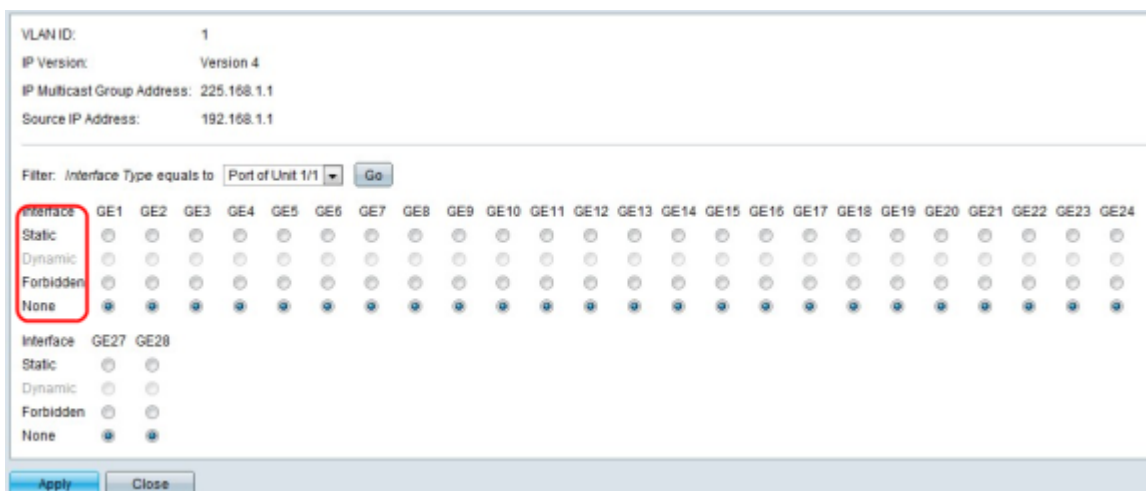 VLAN ID: 1
IP Version: Version 4
IP Multicast Group Address: 225.168.1.1
Source IP Address: 192.168.1.1
Filter: Interface Type equals to Port of Unit 1/1 Go
Interface GE1 GE2 GE3 GE4 GE5 GE6 GE7 GE8 GE9 GE10 GE11 GE12 GE13 GE14 GE15 GE16 GE17 GE18 GE19 GE20 GE21 GE22 GE23 GE24
Static
Dynamic
Forbidden
None
Interface GE27 GE28
Static
Dynamic
Forbidden
None
Apply Close